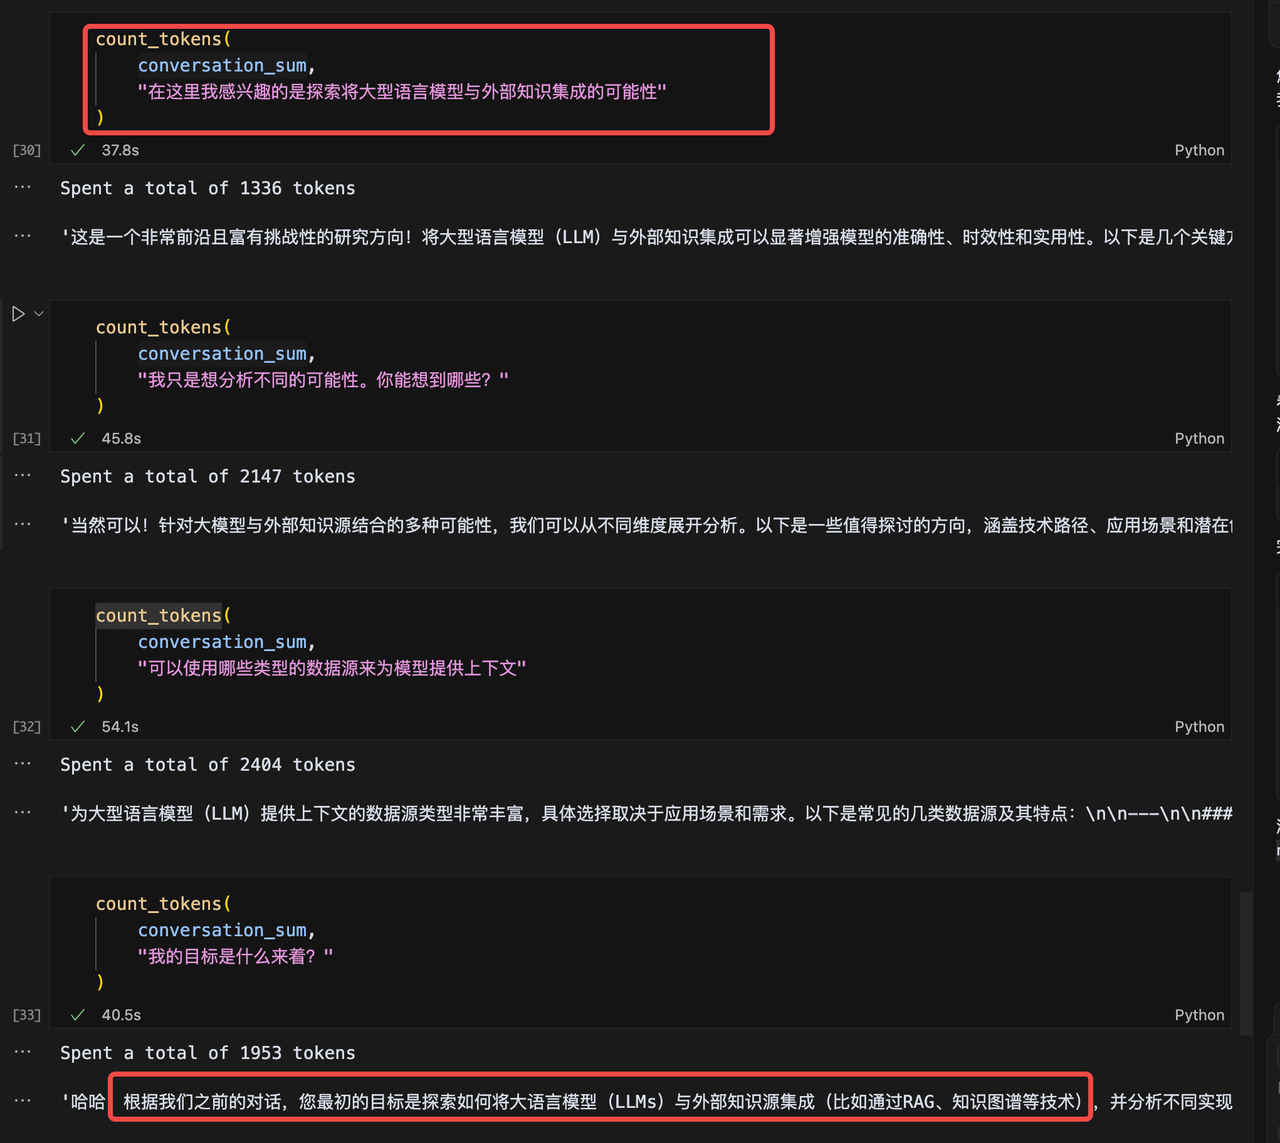 count_tokens(
conversation_sum,
"在这里我感兴趣的是探索将大型语言模型与外部知识集成的可能性"
)
[30] 37.8s Python
... Spent a total of 1336 tokens
... '这是一个非常前沿且富有挑战性的研究方向！将大型语言模型（LLM）与外部知识集成可以显著增强模型的准确性、时效性和实用性。以下是几个关键
count_tokens(
conversation_sum,
"我只是想分析不同的可能性。你能想到哪些？"
)
[31] 45.8s Python
... Spent a total of 2147 tokens
... '当然可以！针对大模型与外部知识源结合的多种可能性，我们可以从不同维度展开分析。以下是一些值得探讨的方向，涵盖技术路径、应用场景和潜在
count_tokens(
conversation_sum,
"可以使用哪些类型的数据源来为模型提供上下文"
)
[32] 54.1s Python
... Spent a total of 2404 tokens
... '为大型语言模型（LLM）提供上下文的数据源类型非常丰富，具体选择取决于应用场景和需求。以下是常见的几类数据源及其特点：\n\n---\n\n###
count_tokens(
conversation_sum,
"我的目标是什么来着？"
)
[33] 40.5s Python
... Spent a total of 1953 tokens
... '哈哈 根据我们之前的对话，您最初的目标是探索如何将大语言模型（LLMs）与外部知识源集成（比如通过RAG、知识图谱等技术），并分析不同实现